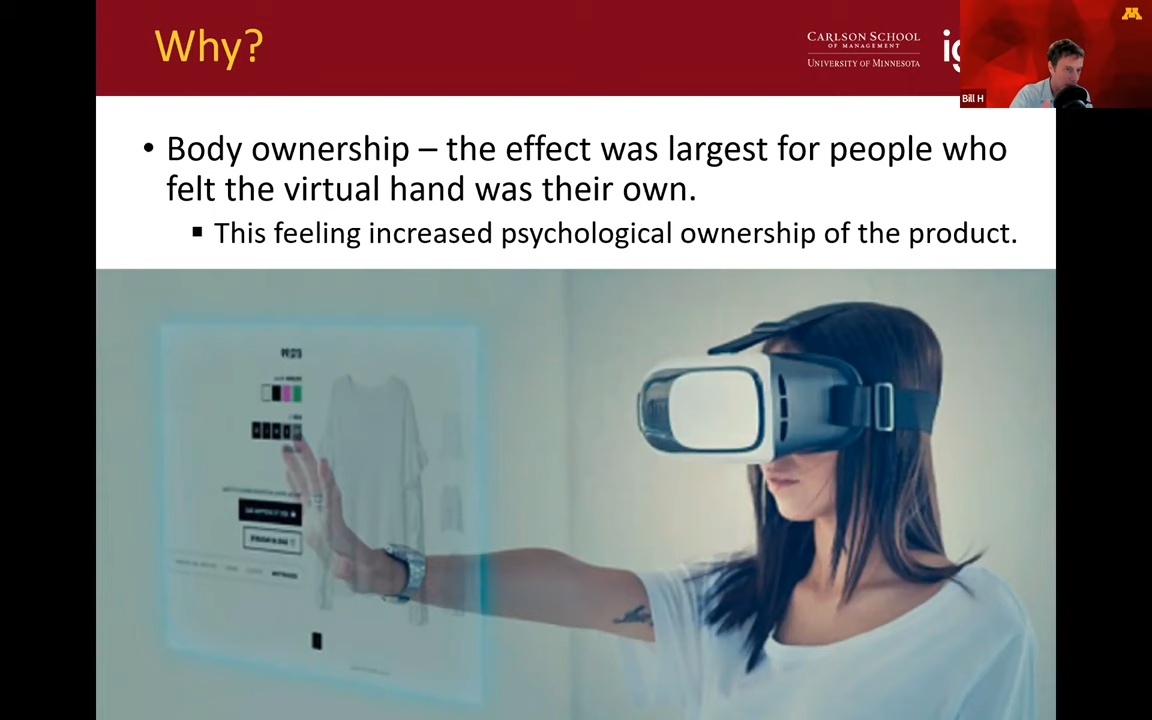 Why?
CARLSON SCHOOL
OF MANAGEMENT
UNIVERSITY OF MINNESOTA
Bill H
• Body ownership – the effect was largest for people who
felt the virtual hand was their own.
▪ This feeling increased psychological ownership of the product.